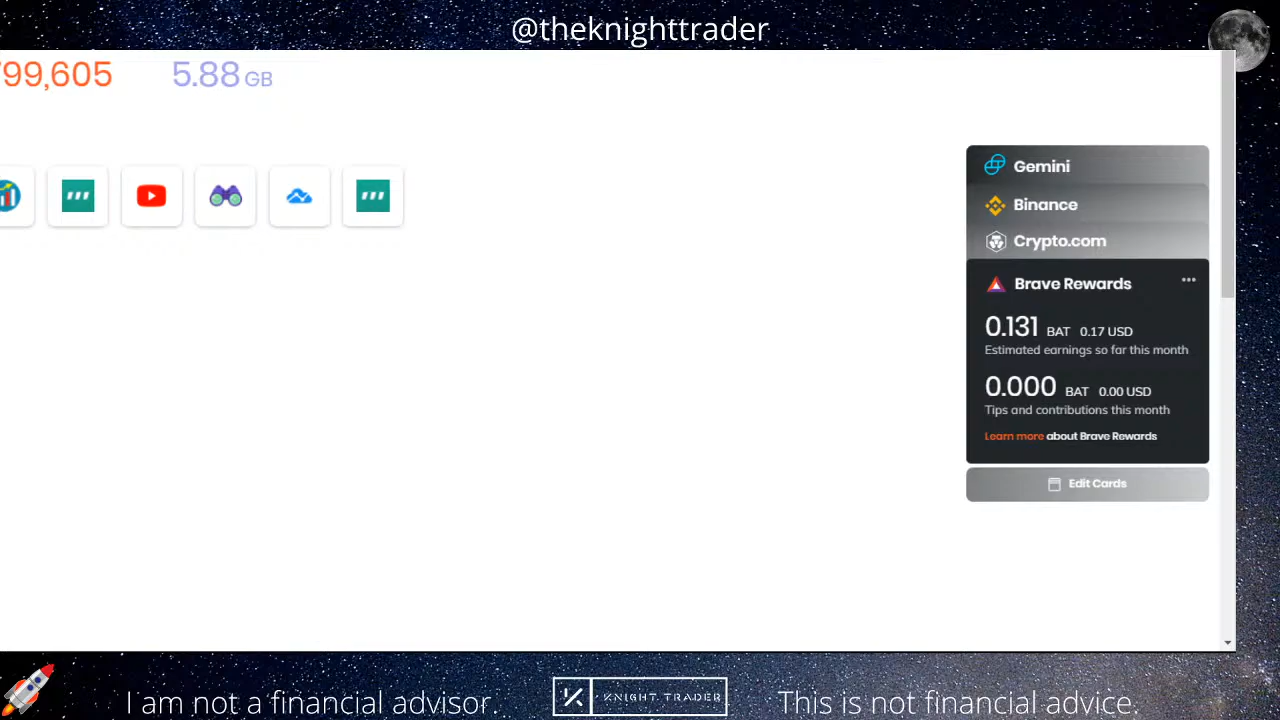 @theknighttrader
799,605
5.88 GB
Gemini
Binance
Crypto.com
Brave Rewards
0.131 BAT 0.17 USD
Estimated earnings so far this month
0.000 BAT 0.00 USD
Tips and contributions this month
Learn more about Brave Rewards
Edit Cards
I am not a financial advisor.
KNIGHT TRADER
This is not financial advice.